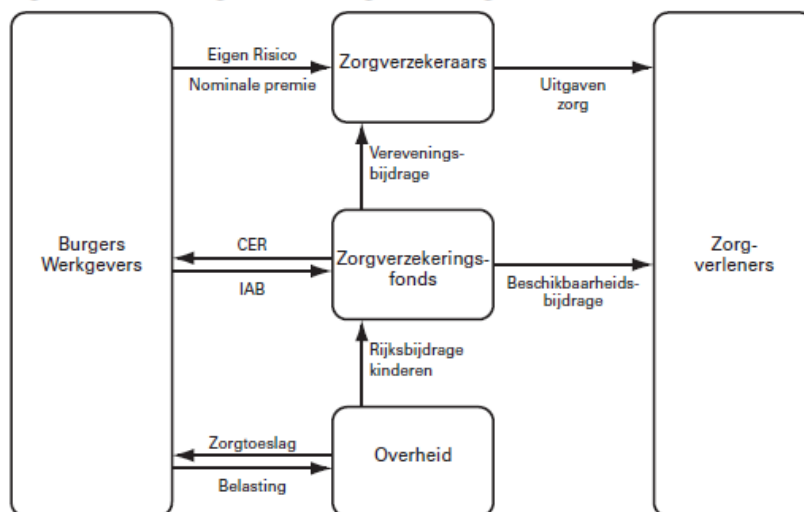 Eigen Risico
Nominale premie
Zorgverzekeraars
Uitgaven
zorg
Verevenings-
bijdrage
Burgers
Werkgevers
CER
IAB
Zorgverzekerings-
fonds
Beschikbaarheids-
bijdrage
Zorg-
verleners
Rijksbijdrage
kinderen
Zorgtoeslag
Belasting
Overheid